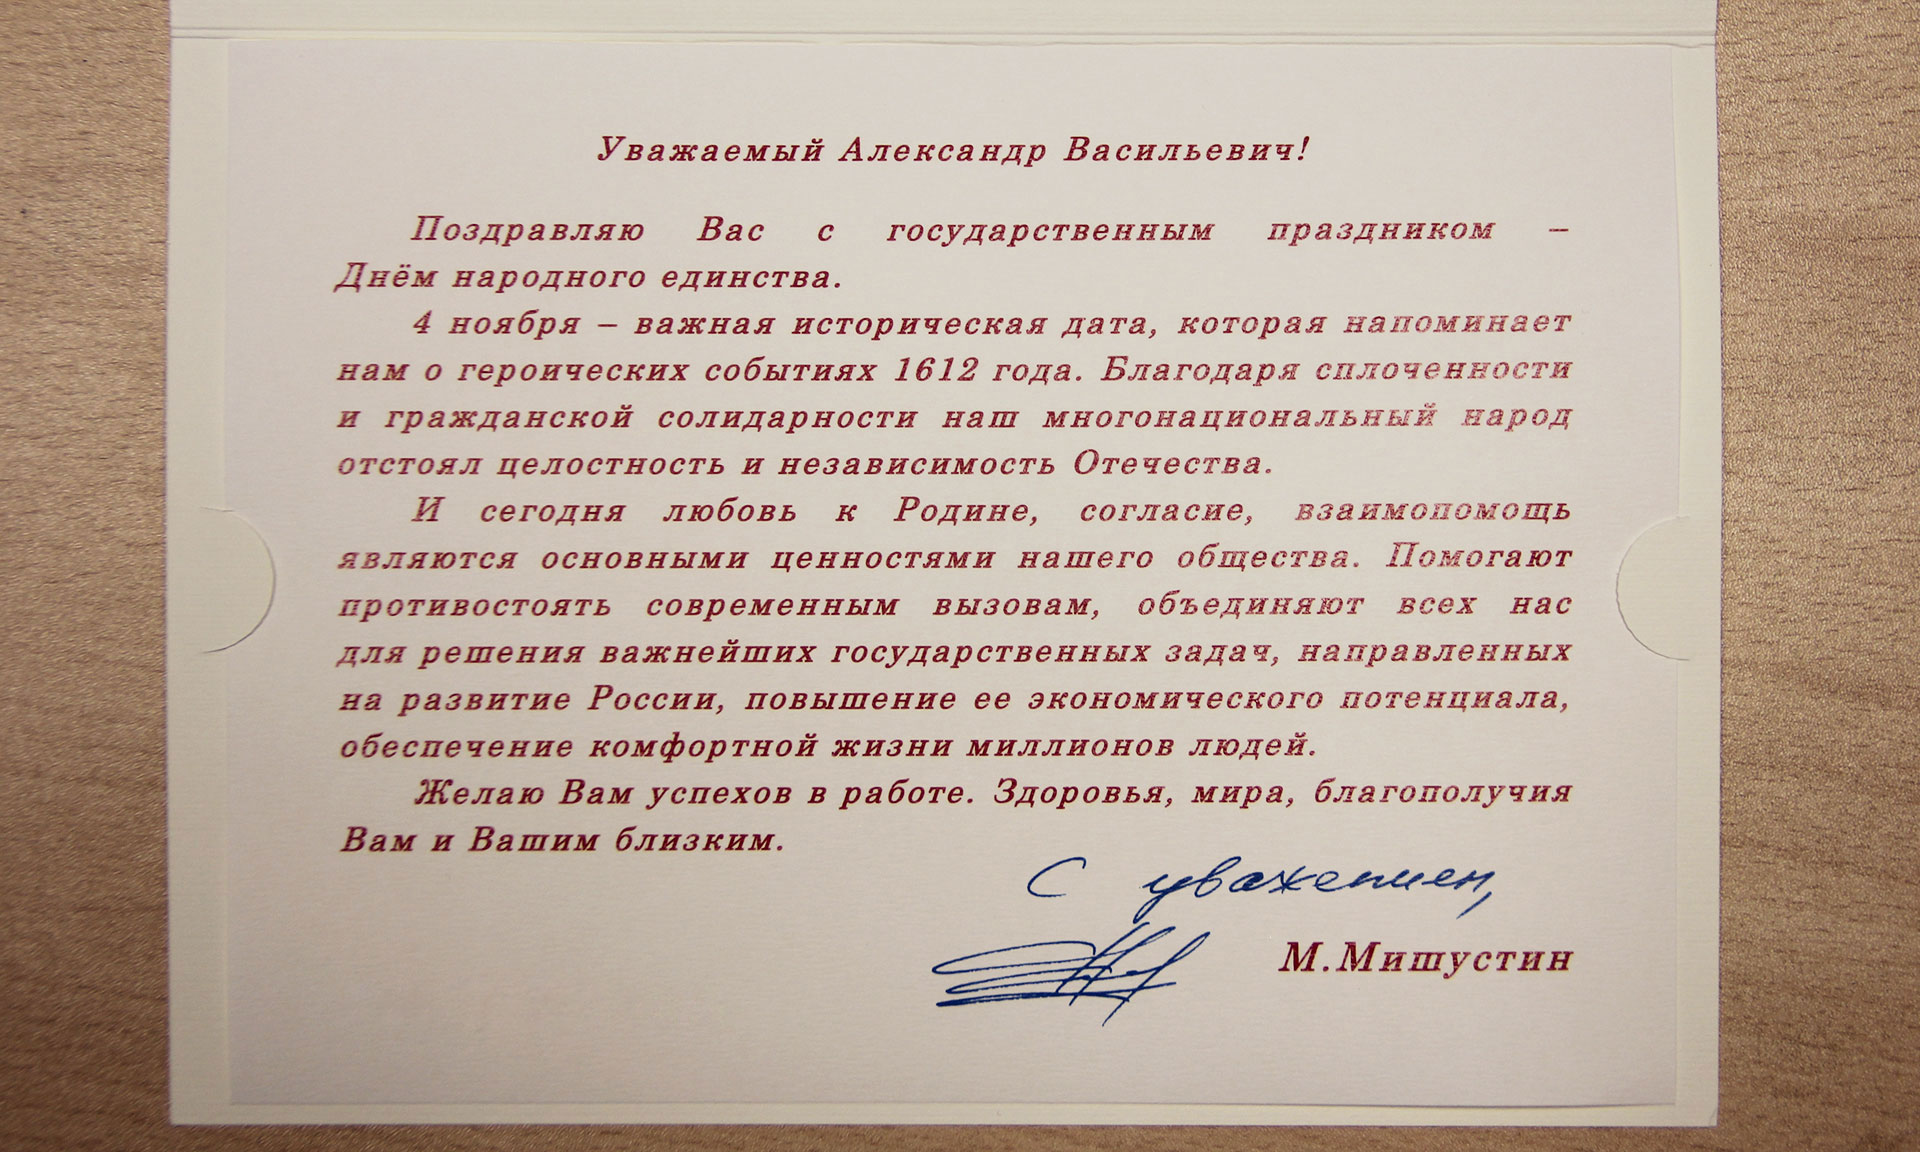 Уважаемый Александр Васильевич!
Поздравляю Вас с государственным праздником –
Днём народного единства.
4 ноября – важная историческая дата, которая напоминает
нам о героических событиях 1612 года. Благодаря сплоченности
и гражданской солидарности наш многонациональный народ
отстоял целостность и независимость Отечества.
И сегодня любовь к Родине, согласие, взаимопомощь
являются основными ценностями нашего общества. Помогают
противостоять современным вызовам, объединяют всех нас
для решения важнейших государственных задач, направленных
на развитие России, повышение ее экономического потенциала,
обеспечение комфортной жизни миллионов людей.
Желаю Вам успехов в работе. Здоровья, мира, благополучия
Вам и Вашим близким.
С уважением,
М.Мишустин